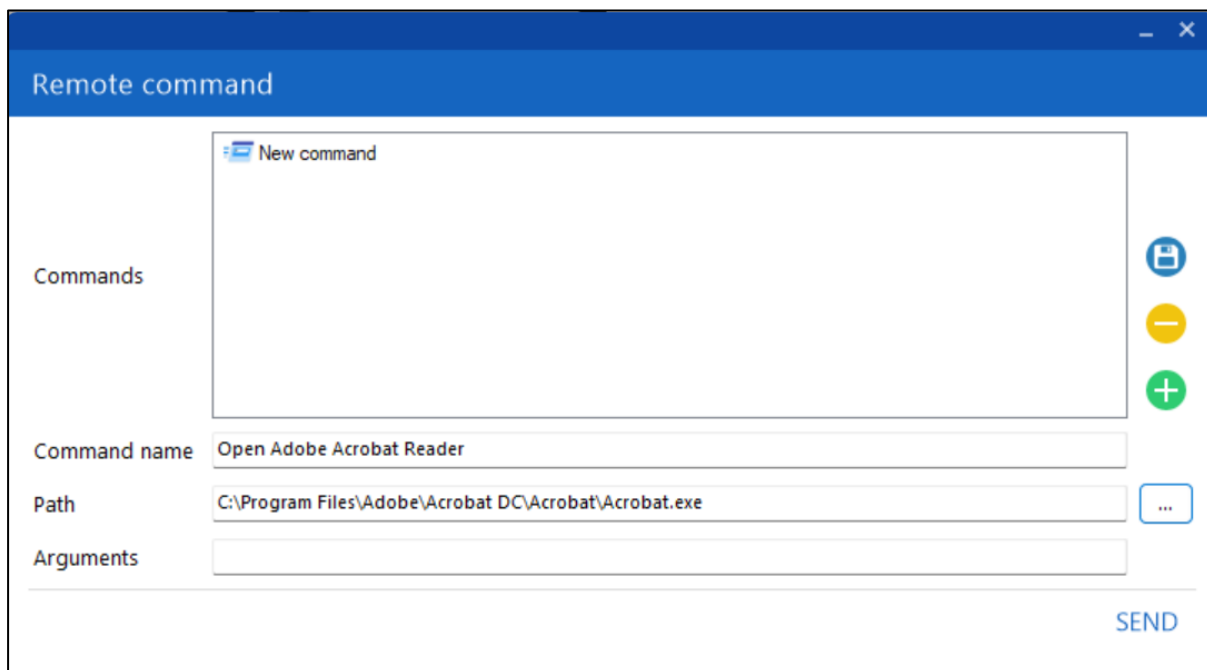 Remote command
New command
Commands
Command name Open Adobe Acrobat Reader
Path C:\Program Files\Adobe\Acrobat DC\Acrobat\Acrobat.exe ...
Arguments
SEND